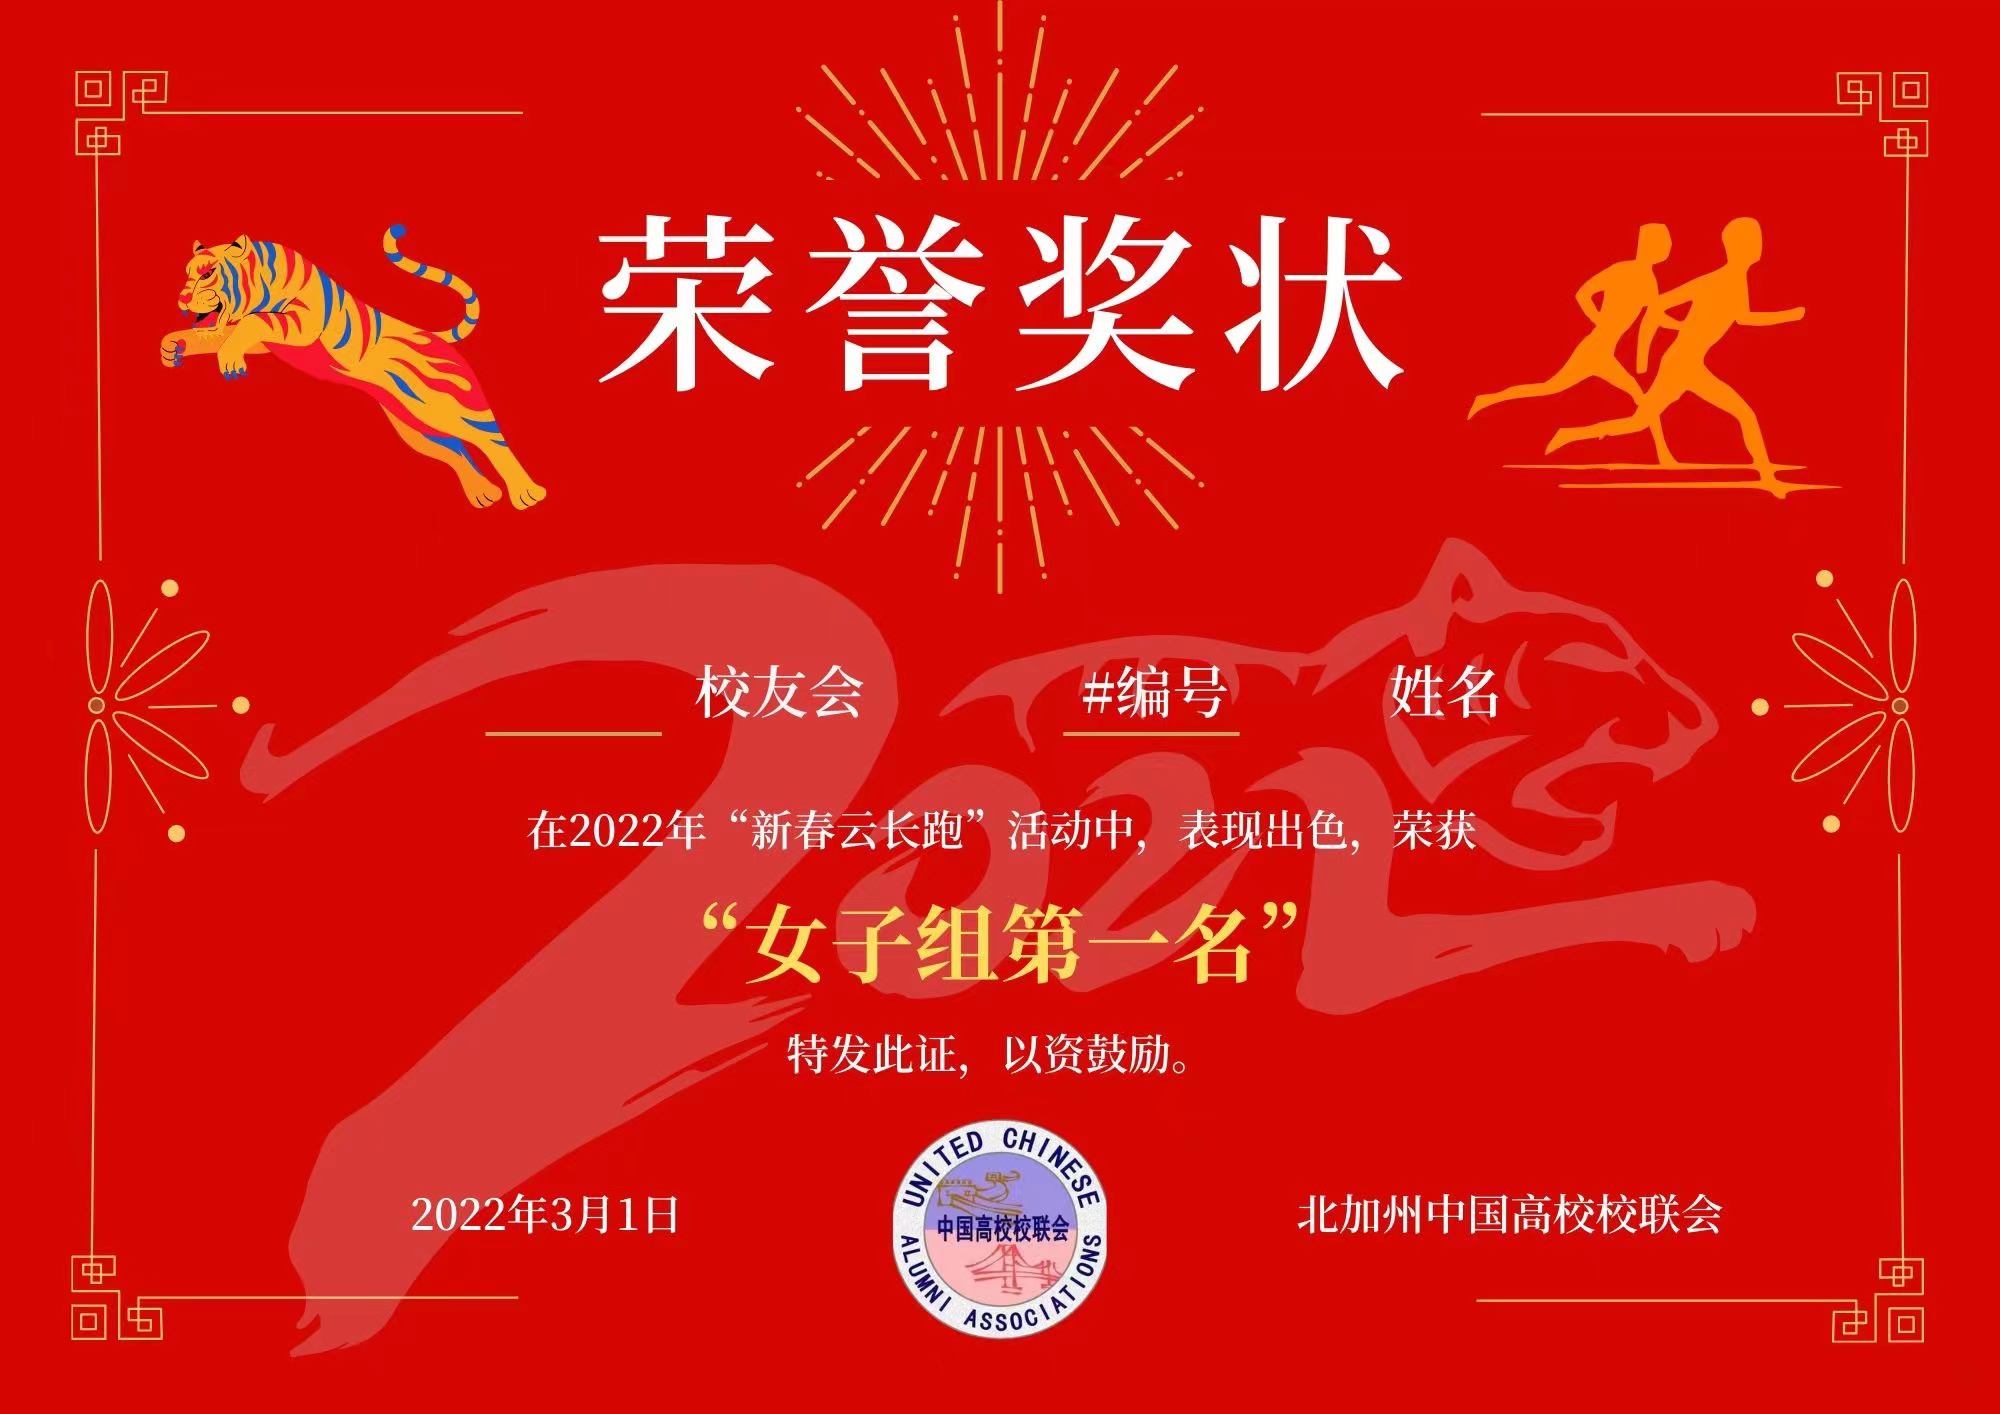 荣誉奖状
校友会 #编号 姓名
在2022年“新春云长跑”活动中，表现出色，荣获
“女子组第一名”
特发此证，以资鼓励。
2022年3月1日
UNITED CHINESE
中国高校校联会
ALUMNI ASSOCIATIONS
北加州中国高校校联会
2022